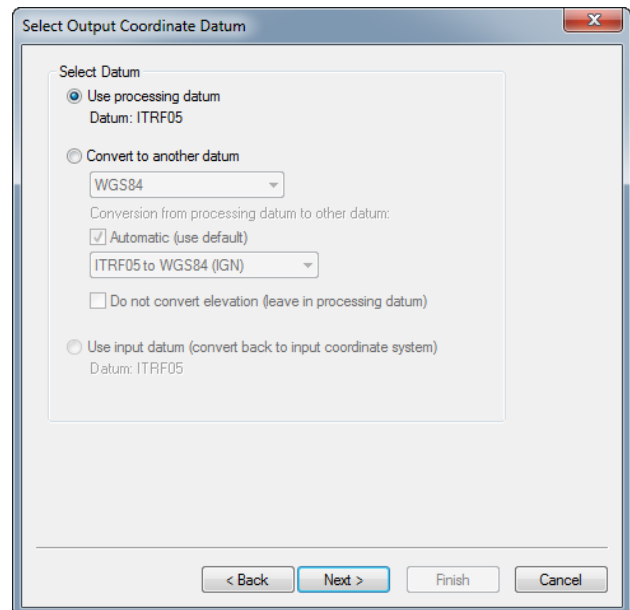 Select Output Coordinate Datum
Select Datum
Use processing datum
Datum: ITRF05
Convert to another datum
WGS84
Conversion from processing datum to other datum:
Automatic (use default)
ITRF05 to WGS84 (IGN)
Do not convert elevation (leave in processing datum)
Use input datum (convert back to input coordinate system)
Datum: ITRF05
< Back Next > Finish Cancel